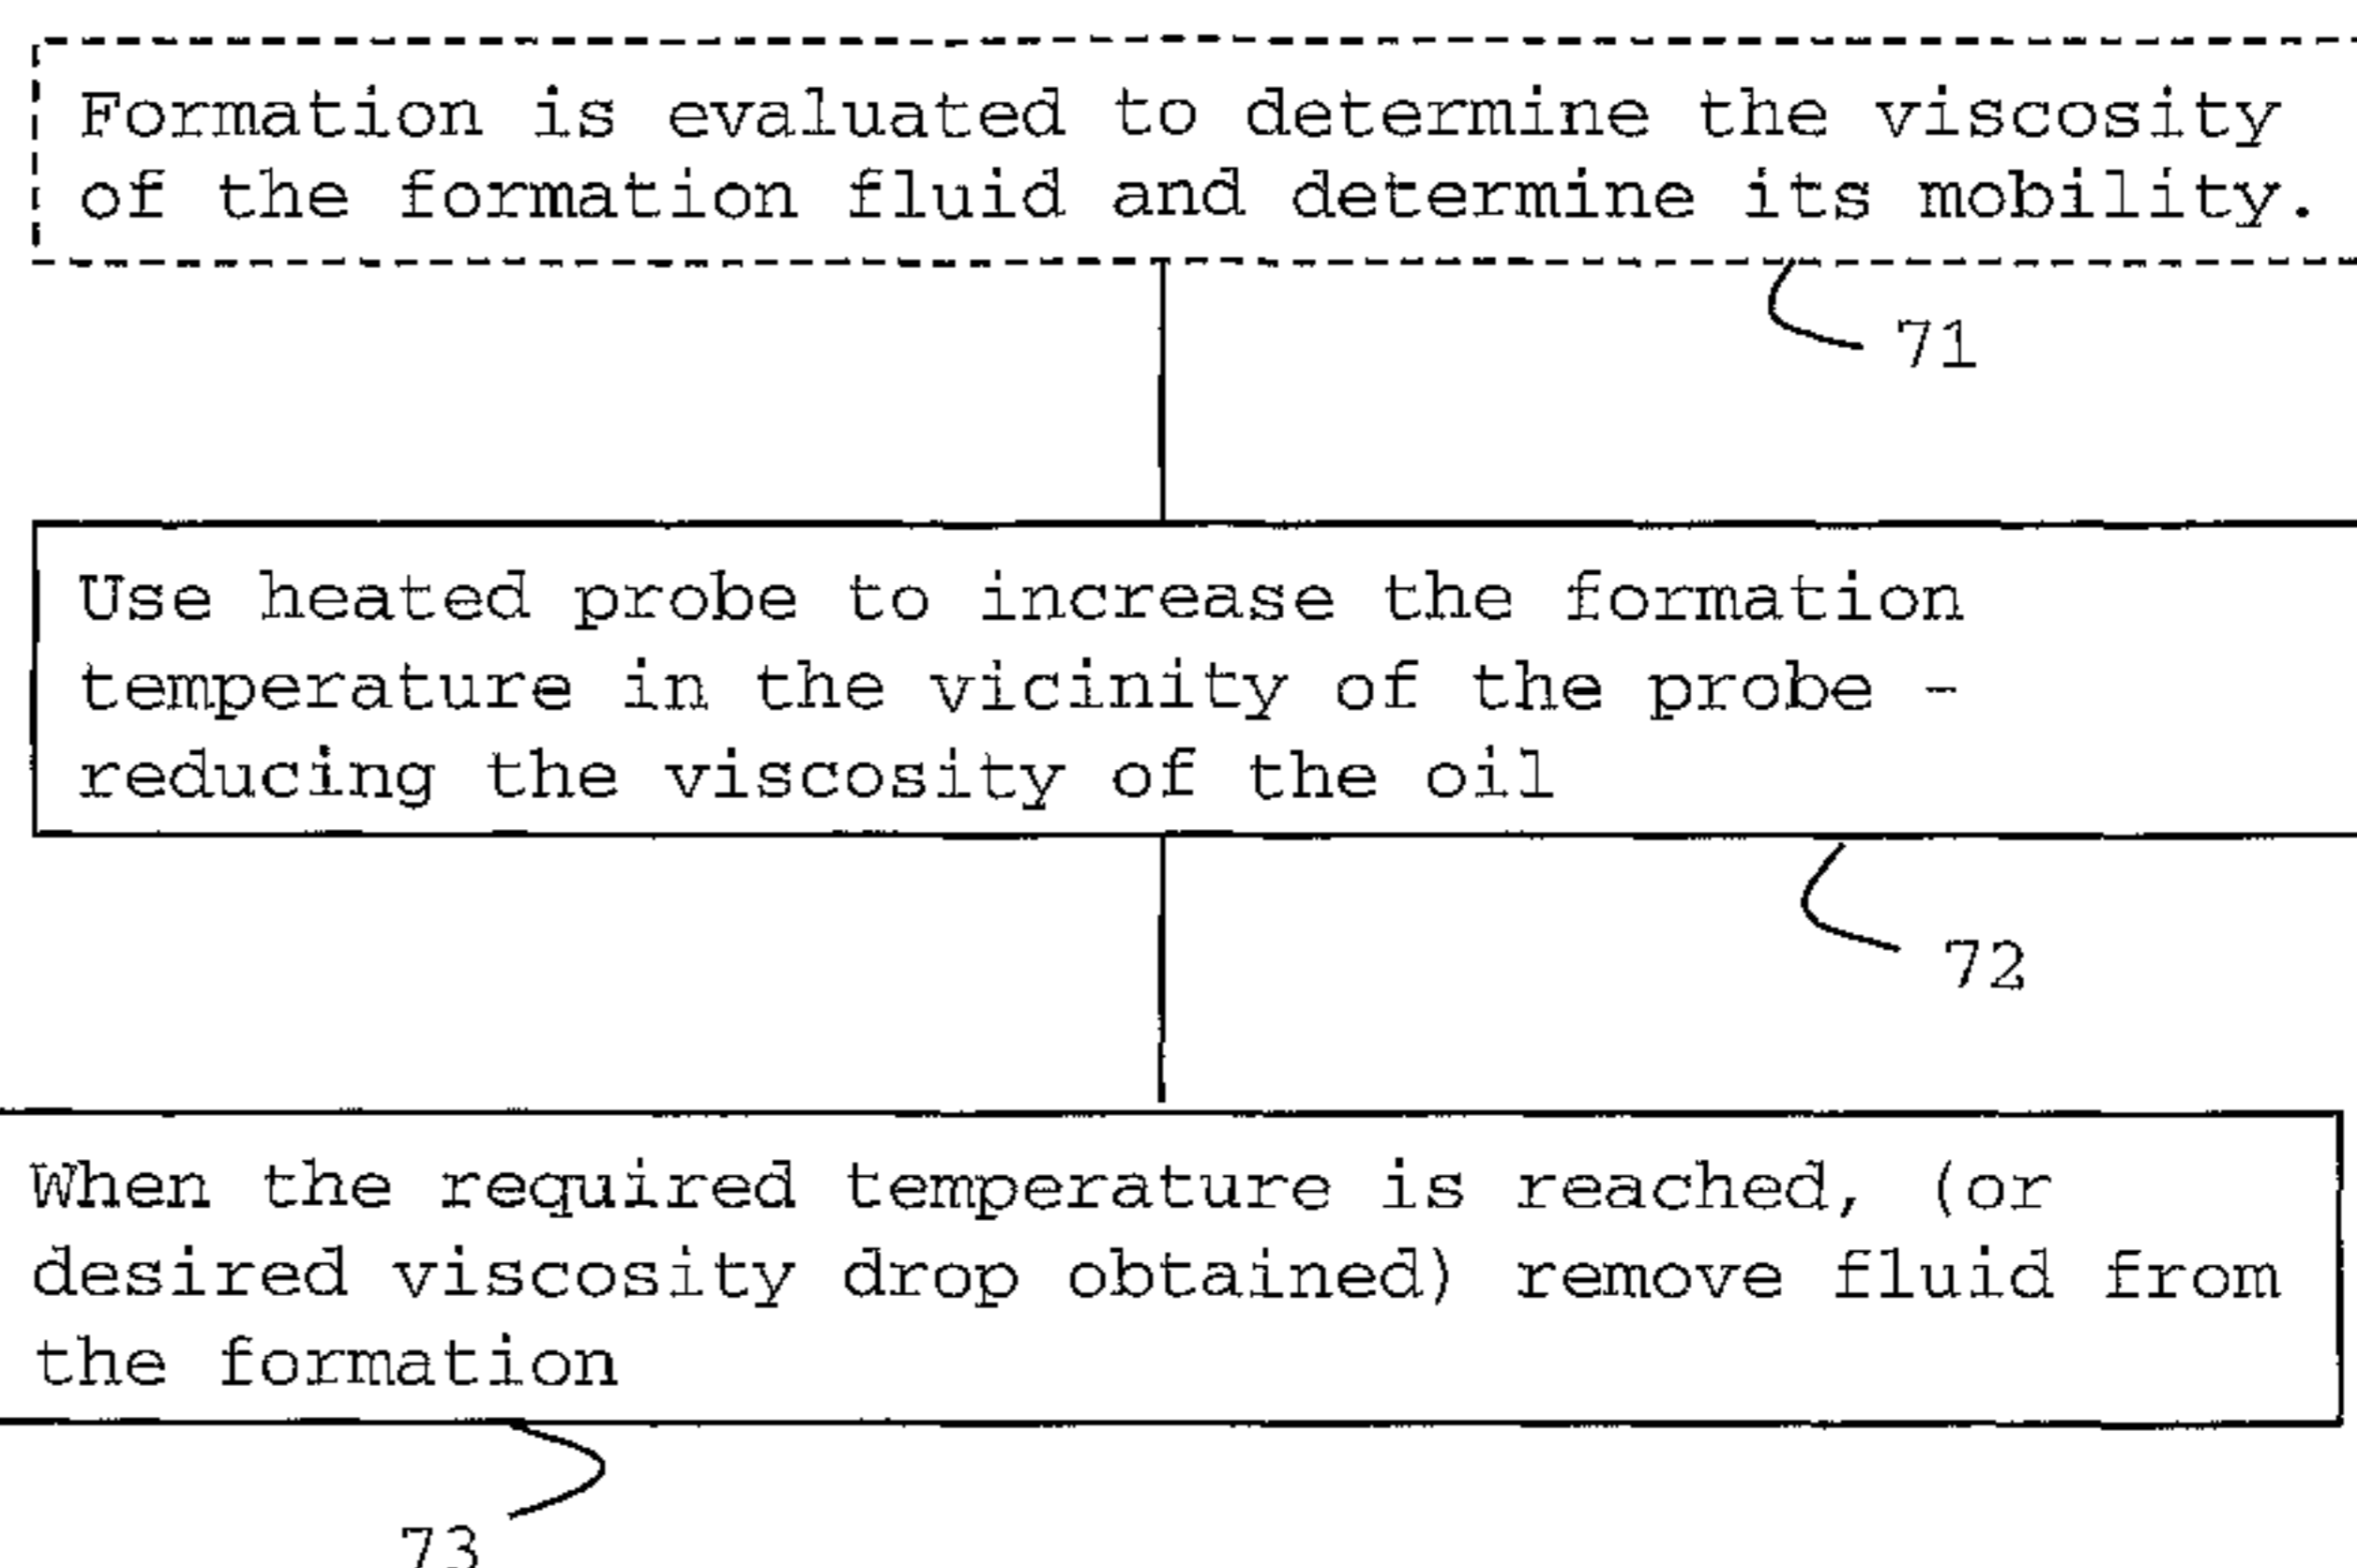 Formation is evaluated to determine the viscosity
of the formation fluid and determine its mobility.
71
Use heated probe to increase the formation
temperature in the vicinity of the probe -
reducing the viscosity of the oil
72
When the required temperature is reached, (or
desired viscosity drop obtained) remove fluid from
the formation
73